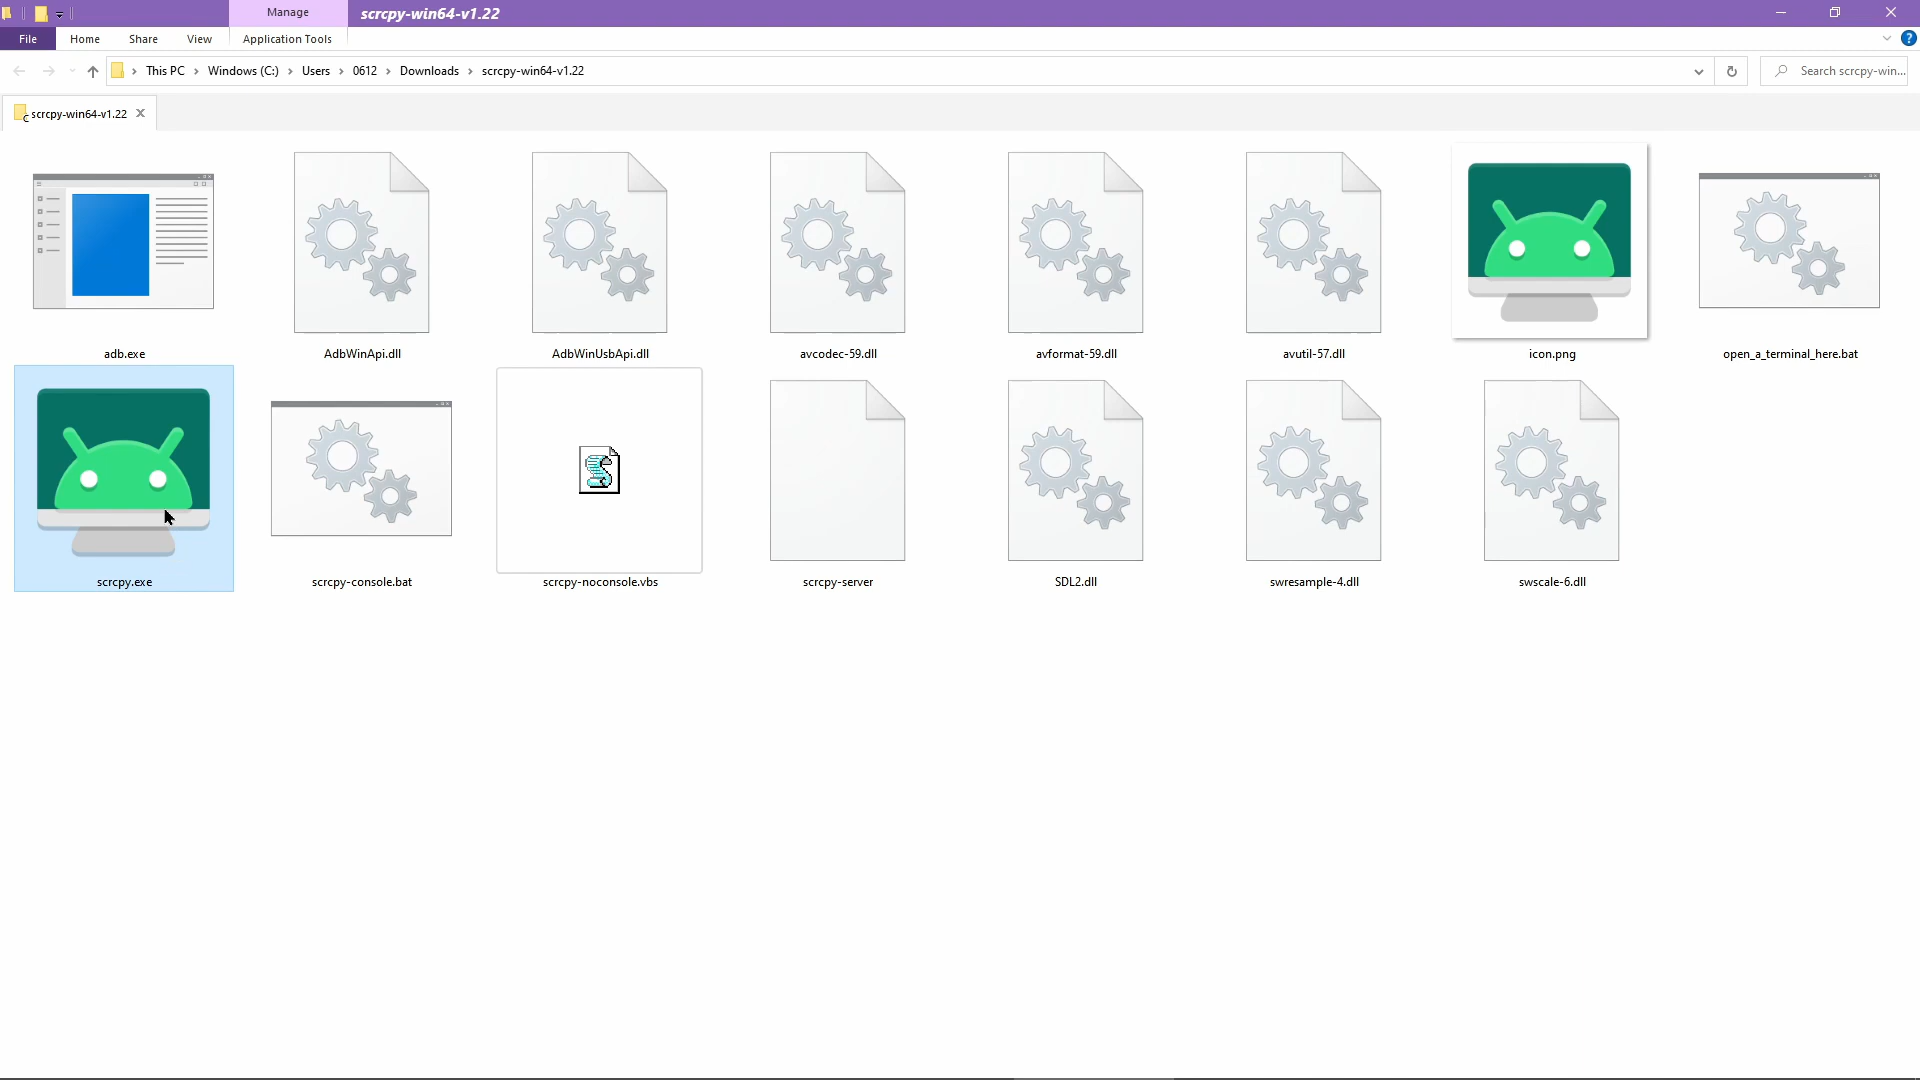 Manage
scrcpy-win64-v1.22
File
Home
Share
View
Application Tools
This PC
Windows (C:)
Users
0612
Downloads
scrcpy-win64-v1.22
Search scrcpy-win...
scrcpy-win64-v1.22
adb.exe
AdbWinApi.dll
AdbWinUsbApi.dll
avcodec-59.dll
avformat-59.dll
avutil-57.dll
icon.png
open_a_terminal_here.bat
scrcpy.exe
scrcpy-console.bat
scrcpy-noconsole.vbs
scrcpy-server
SDL2.dll
swresample-4.dll
swscale-6.dll